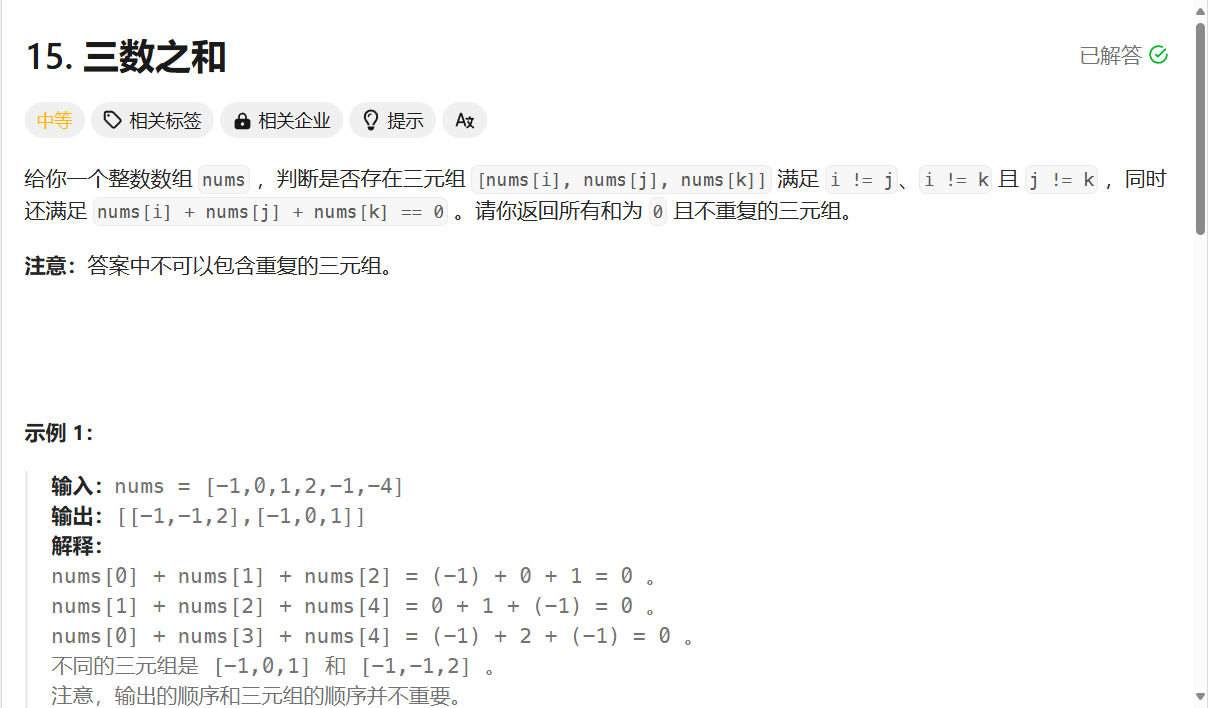 15. 三数之和
已解答
中等 相关标签 相关企业 提示
给你一个整数数组 nums ，判断是否存在三元组 [nums[i], nums[j], nums[k]] 满足 i != j、i != k 且 j != k ，同时
还满足 nums[i] + nums[j] + nums[k] == 0 。请你返回所有和为 0 且不重复的三元组。
注意：答案中不可以包含重复的三元组。
示例 1：
输入：nums = [-1,0,1,2,-1,-4]
输出：[[-1,-1,2],[-1,0,1]]
解释：
nums[0] + nums[1] + nums[2] = (-1) + 0 + 1 = 0 。
nums[1] + nums[2] + nums[4] = 0 + 1 + (-1) = 0 。
nums[0] + nums[3] + nums[4] = (-1) + 2 + (-1) = 0 。
不同的三元组是 [-1,0,1] 和 [-1,-1,2] 。
注意，输出的顺序和三元组的顺序并不重要。